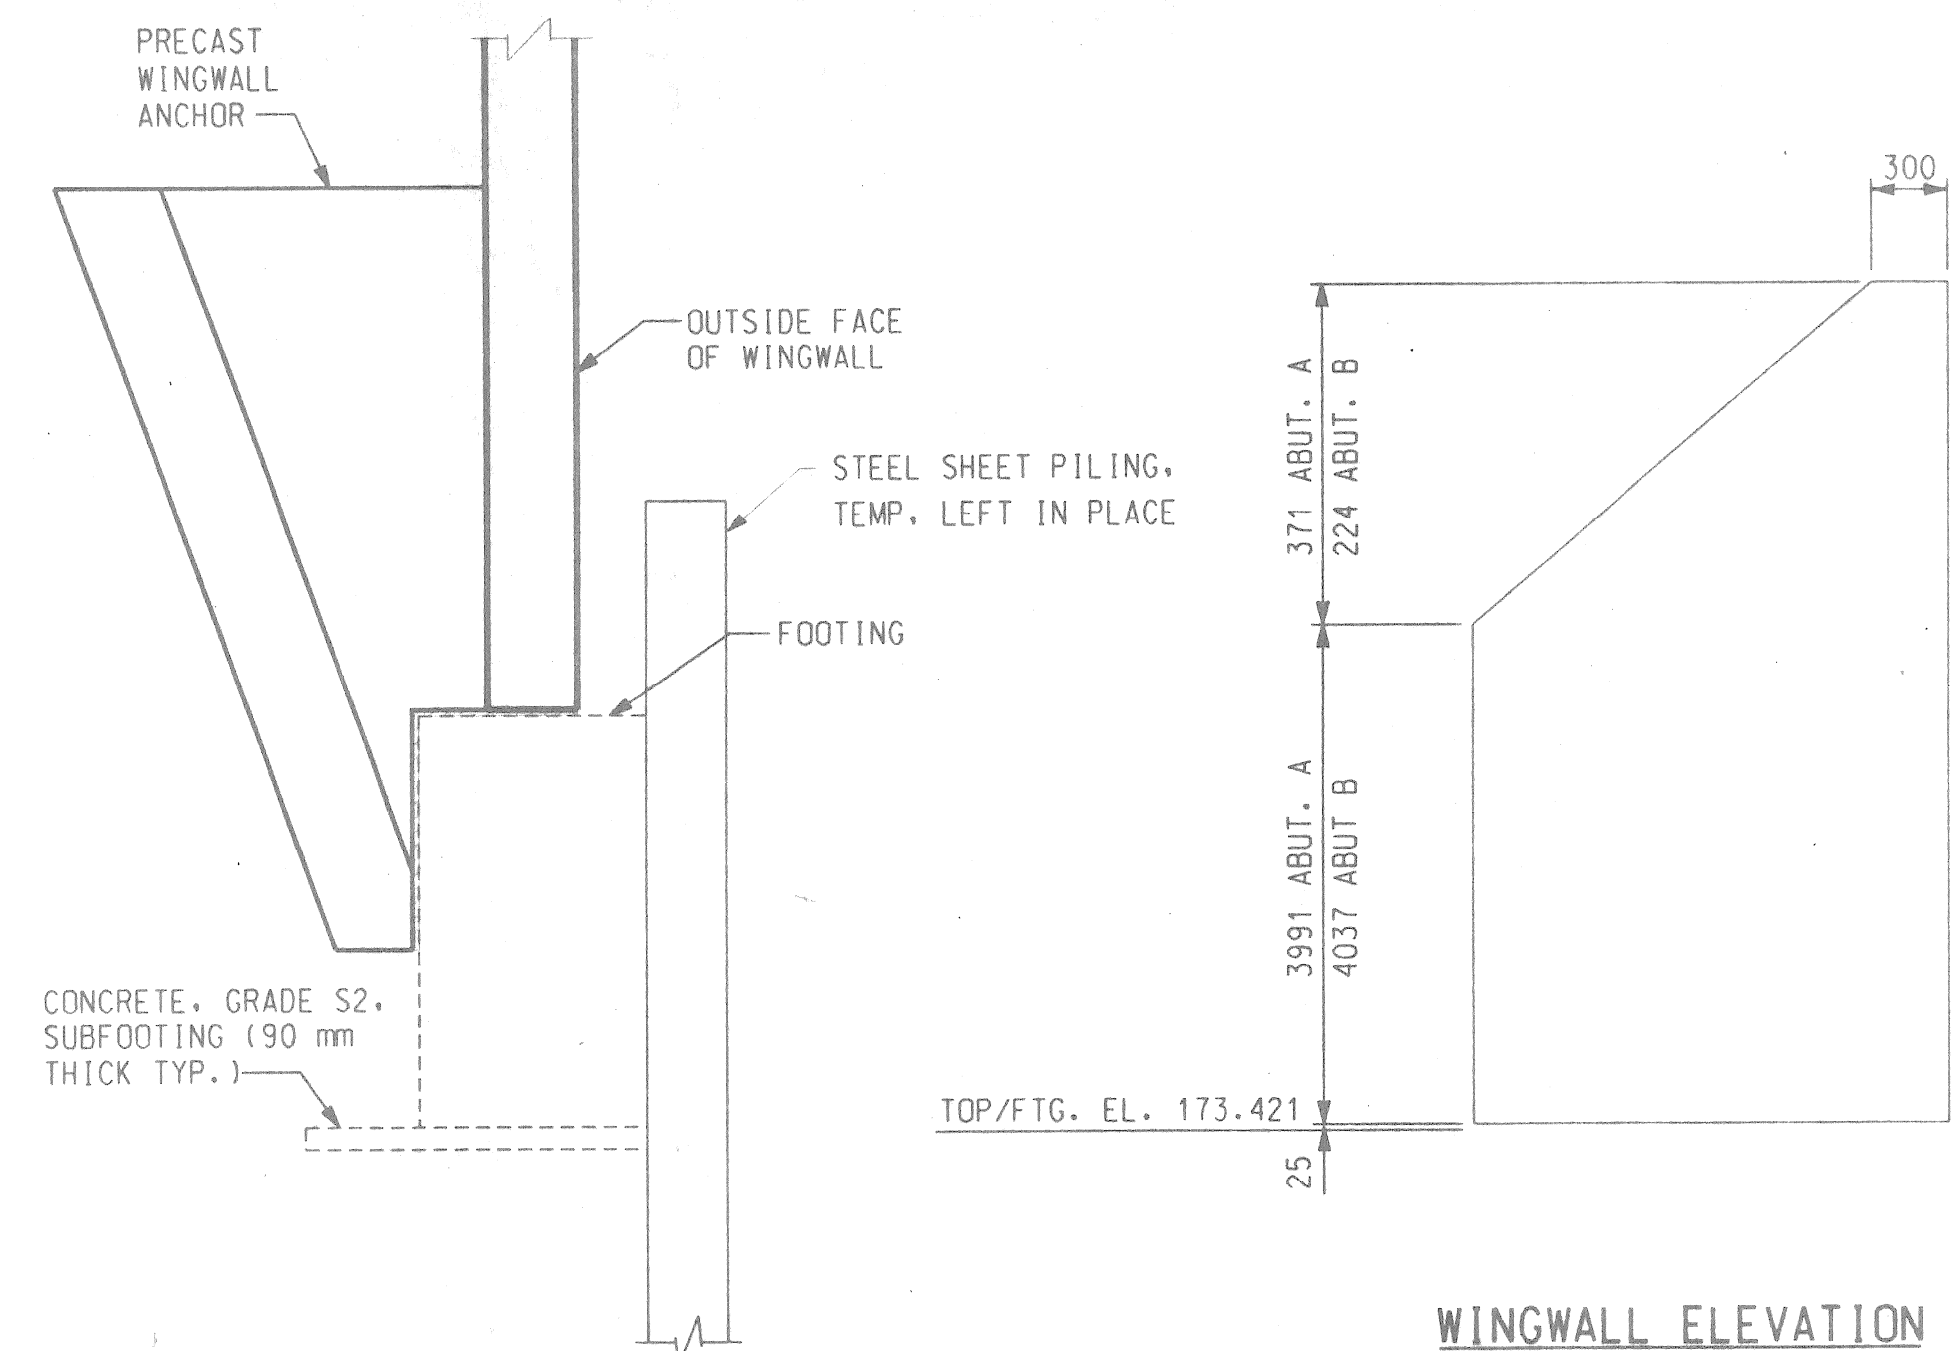 PRECAST
WINGWALL
ANCHOR
OUTSIDE FACE
OF WINGWALL
STEEL SHEET PILING,
TEMP, LEFT IN PLACE
FOOTING
CONCRETE, GRADE S2,
SUBFOOTING (90 mm
THICK TYP.)
300
371 ABUT. A
224 ABUT. B
3991 ABUT. A
4037 ABUT B
TOP/FTG. EL. 173.421
25
WINGWALL ELEVATION